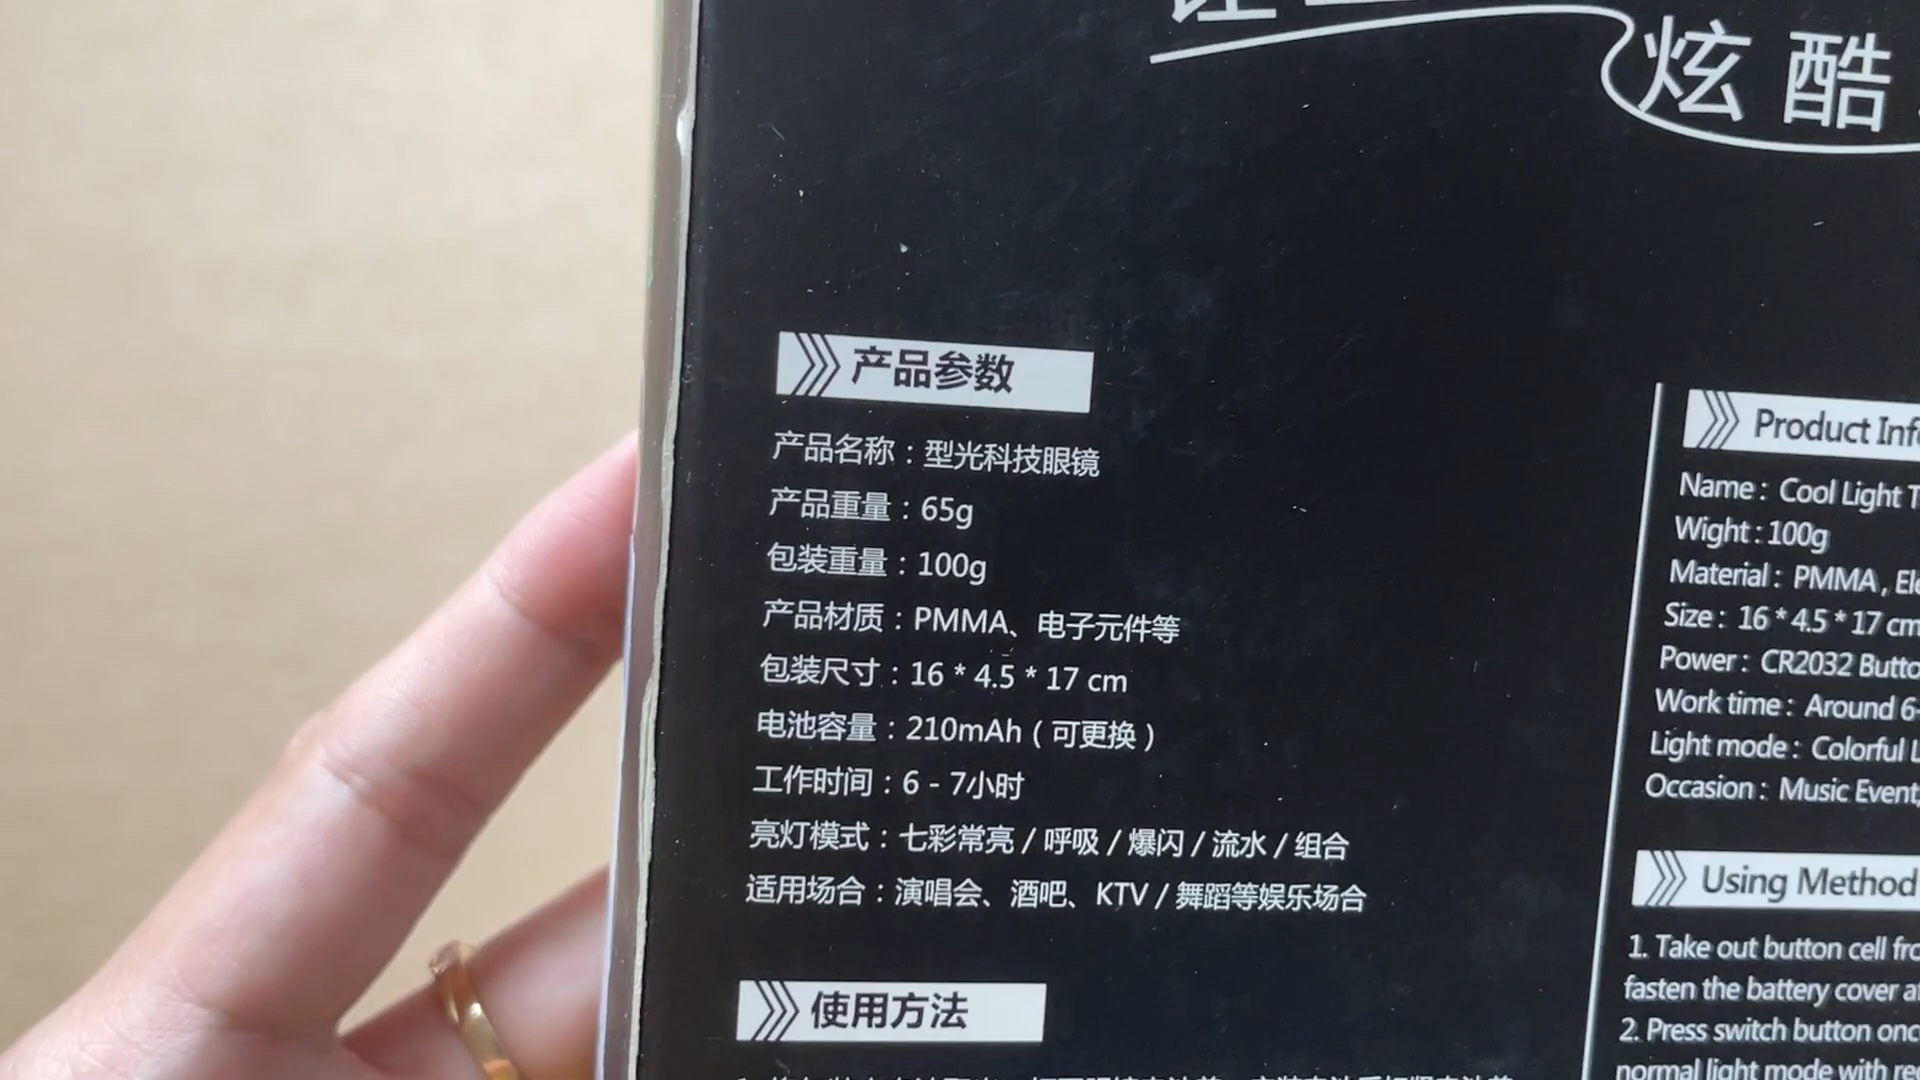 炫酷
产品参数
产品名称：型光科技眼镜
产品重量：65g
包装重量：100g
产品材质：PMMA、电子元件等
包装尺寸：16 * 4.5 * 17 cm
电池容量：210mAh（可更换）
工作时间：6 - 7小时
亮灯模式：七彩常亮 / 呼吸 / 爆闪 / 流水 / 组合
适用场合：演唱会、酒吧、KTV / 舞蹈等娱乐场合
使用方法
Product
Name : Cool Light
Wight : 100g
Material : PMMA ,
Size : 16 * 4.5 * 17 cm
Power : CR2032
Work time : Around 6-
Light mode : Colorful
Occasion : Music Event,
Using Method
1. Take out button cell
fasten the battery cover
2. Press switch button
normal light mode with